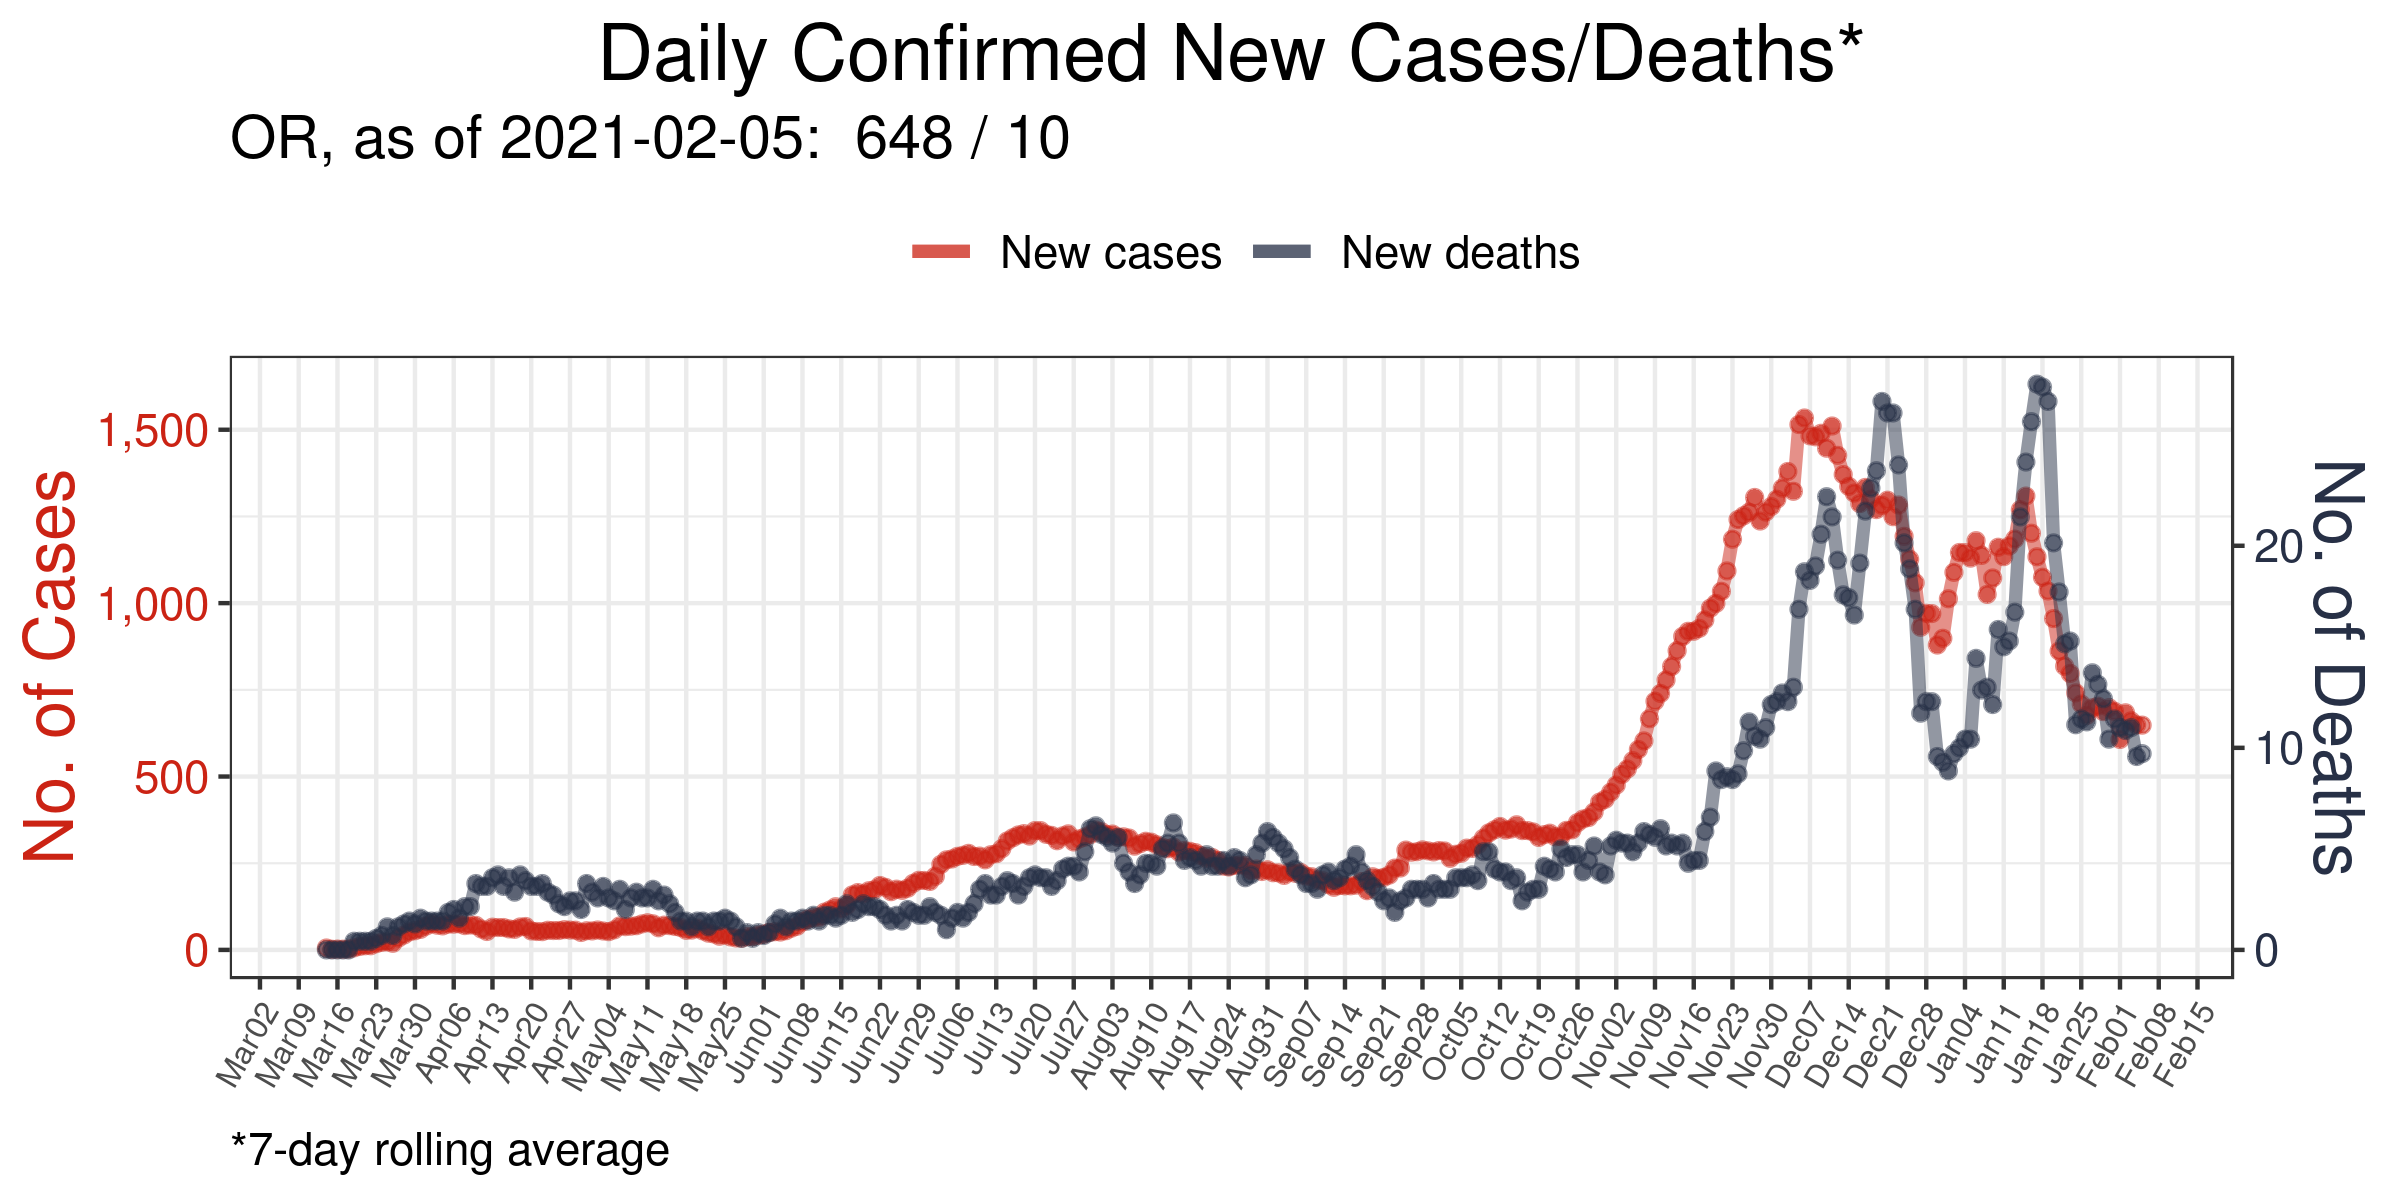 Daily Confirmed New Cases/Deaths*
OR, as of 2021-02-05:  648 / 10
New cases
New deaths
No. of Cases
1,500
1,000
500
0
No. of Deaths
20
10
0
Mar02
Mar09
Mar16
Mar23
Mar30
Apr06
Apr13
Apr20
Apr27
May04
May11
May18
May25
Jun01
Jun08
Jun15
Jun22
Jun29
Jul06
Jul13
Jul20
Jul27
Aug03
Aug10
Aug17
Aug24
Aug31
Sep07
Sep14
Sep21
Sep28
Oct05
Oct12
Oct19
Oct26
Nov02
Nov09
Nov16
Nov23
Nov30
Dec07
Dec14
Dec21
Dec28
Jan04
Jan11
Jan18
Jan25
Feb01
Feb08
Feb15
*7-day rolling average